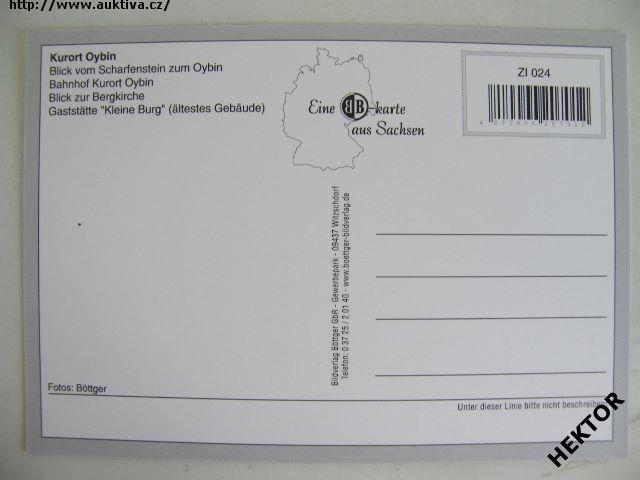 http://www.auktiva.cz/
Kurort Oybin
Blick vom Scharfenstein zum Oybin
Bahnhof Kurort Oybin
Blick zur Bergkirche
Gaststätte "Kleine Burg" (ältestes Gebäude)
Eine BB-karte
aus Sachsen
ZI 024
Bildverlag Böttger GbR - Gewerbepark - 09437 Witzschdorf
Telefon: 0 37 25 / 2 01 40 - www.boettger-bildverlag.de
Fotos: Böttger
Unter dieser Linie bitte nicht beschreiben
HEKTOR